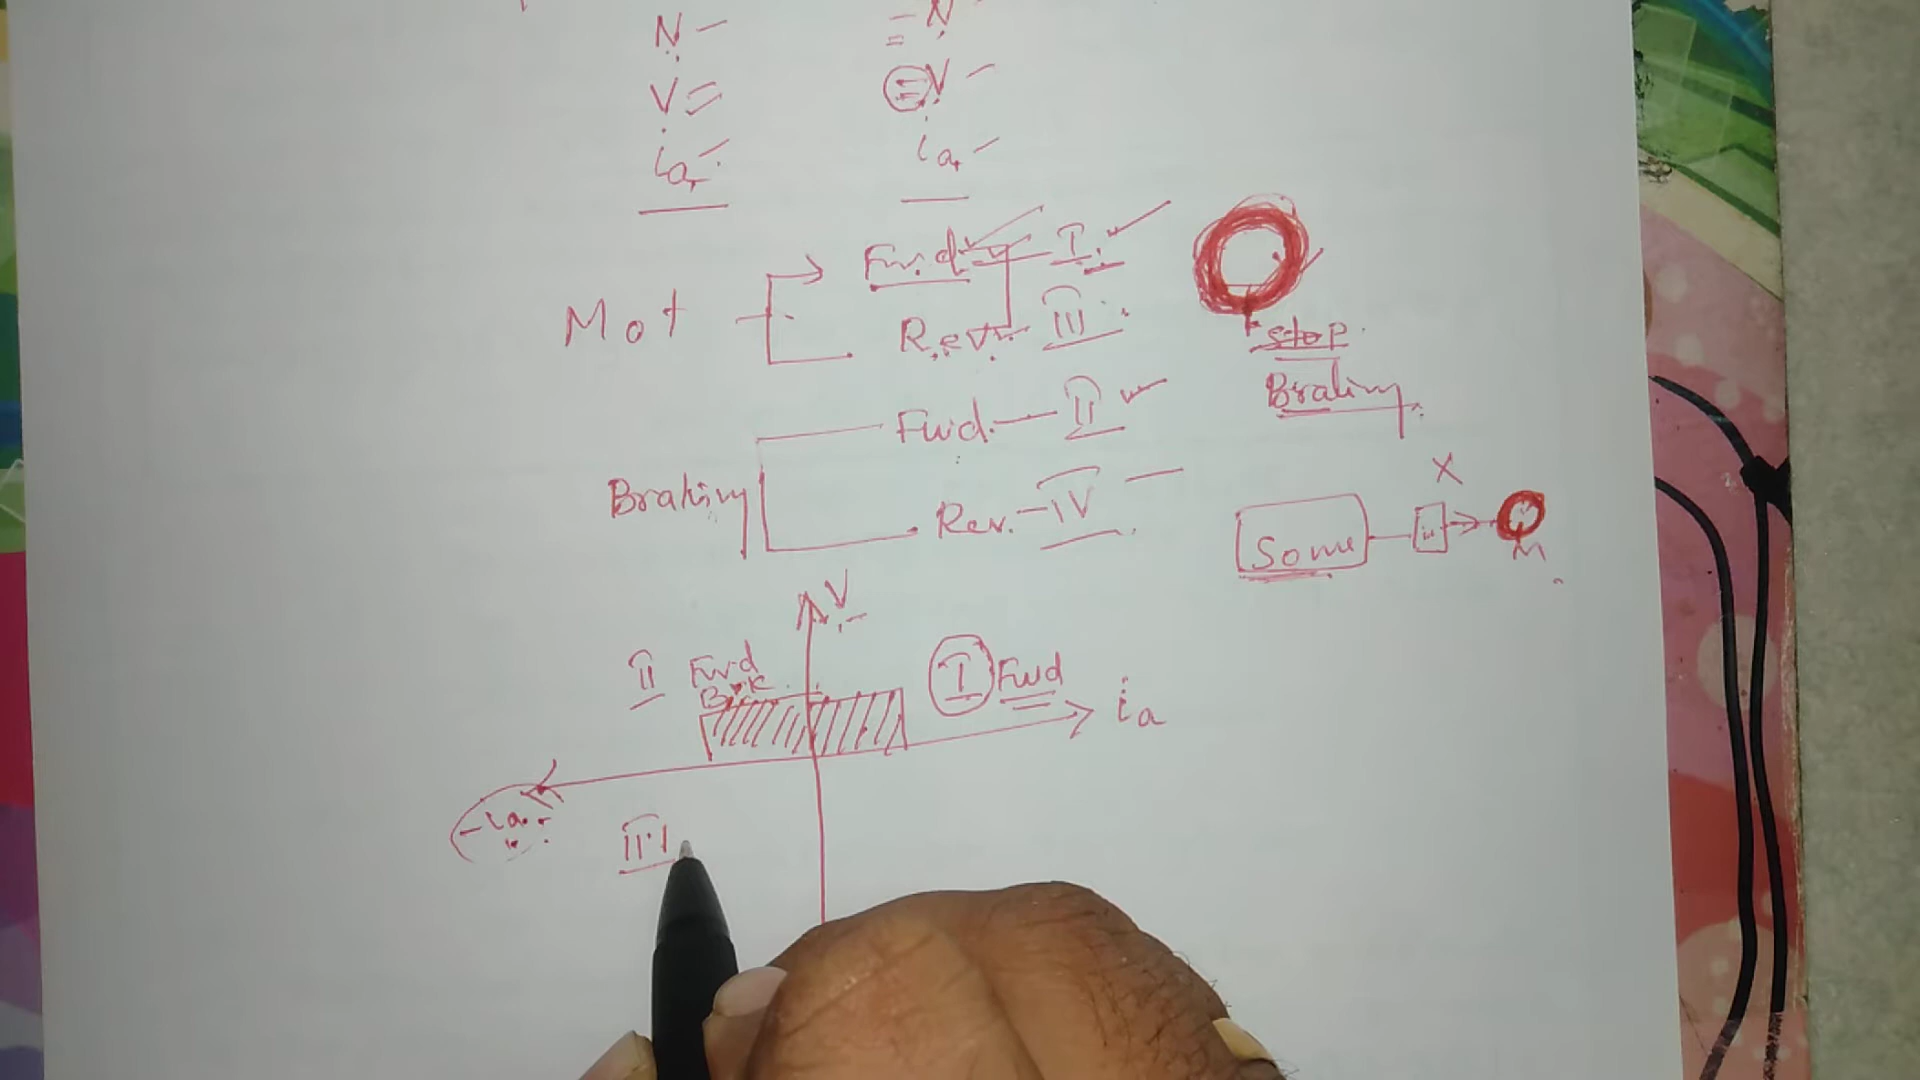 N -N
V = =V
ia ia
Mot Fwd I
Rev. III
stop
Braking
Fwd. II
Braking
Rev. IV
X
Some
M
V
II Fwd I Fwd
Brk
ia
-ia
III